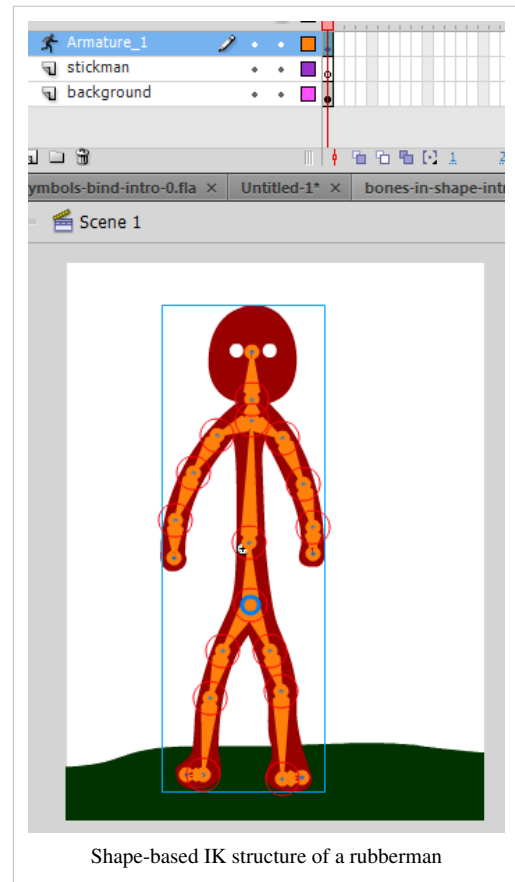 Armature_1
stickman
background
1
ymbols-bind-intro-0.fla × Untitled-1* × bones-in-shape-intr
Scene 1
Shape-based IK structure of a rubberman